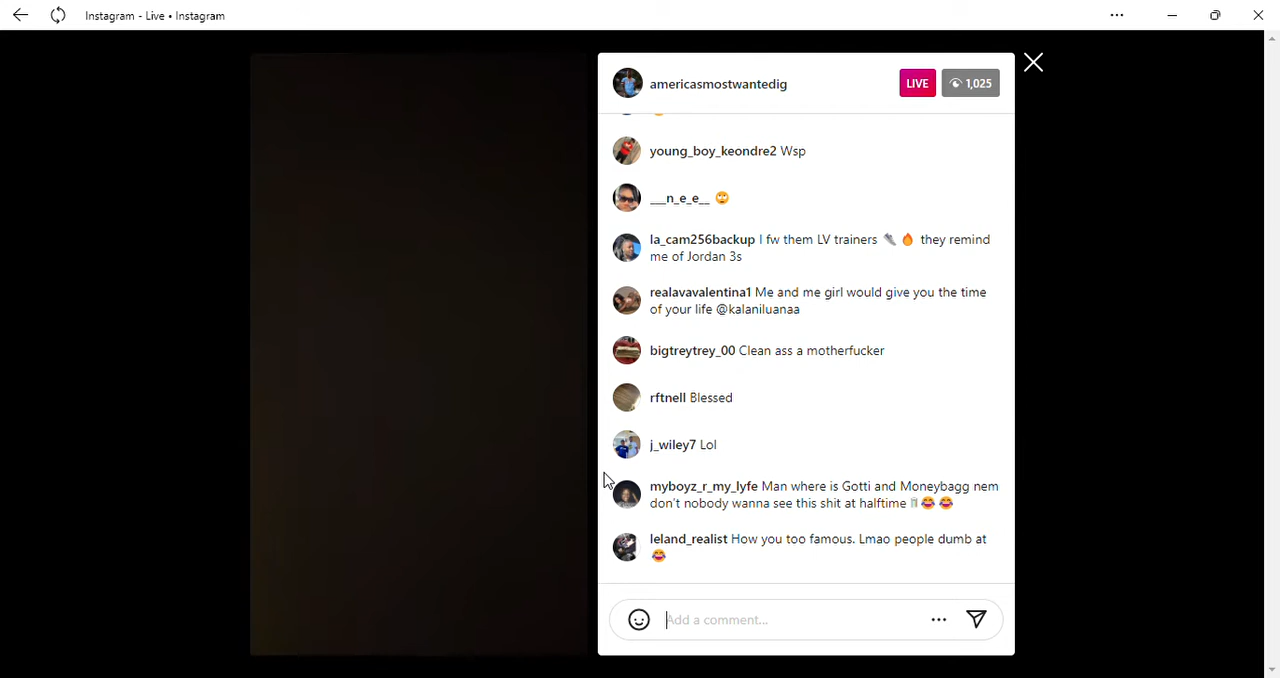 Instagram - Live • Instagram
americasmostwantedig
LIVE
1,025
young_boy_keondre2 Wsp
__n_e_e__ 🙄
la_cam256backup I fw them LV trainers 👟 🔥 they remind
me of Jordan 3s
realavavalentina1 Me and me girl would give you the time
of your life @kalaniluanaa
bigtreytrey_00 Clean ass a motherfucker
rftnell Blessed
j_wiley7 Lol
myboyz_r_my_lyfe Man where is Gotti and Moneybagg nem
don't nobody wanna see this shit at halftime 🗑😂😂
leland_realist How you too famous. Lmao people dumb at
😂
Add a comment...